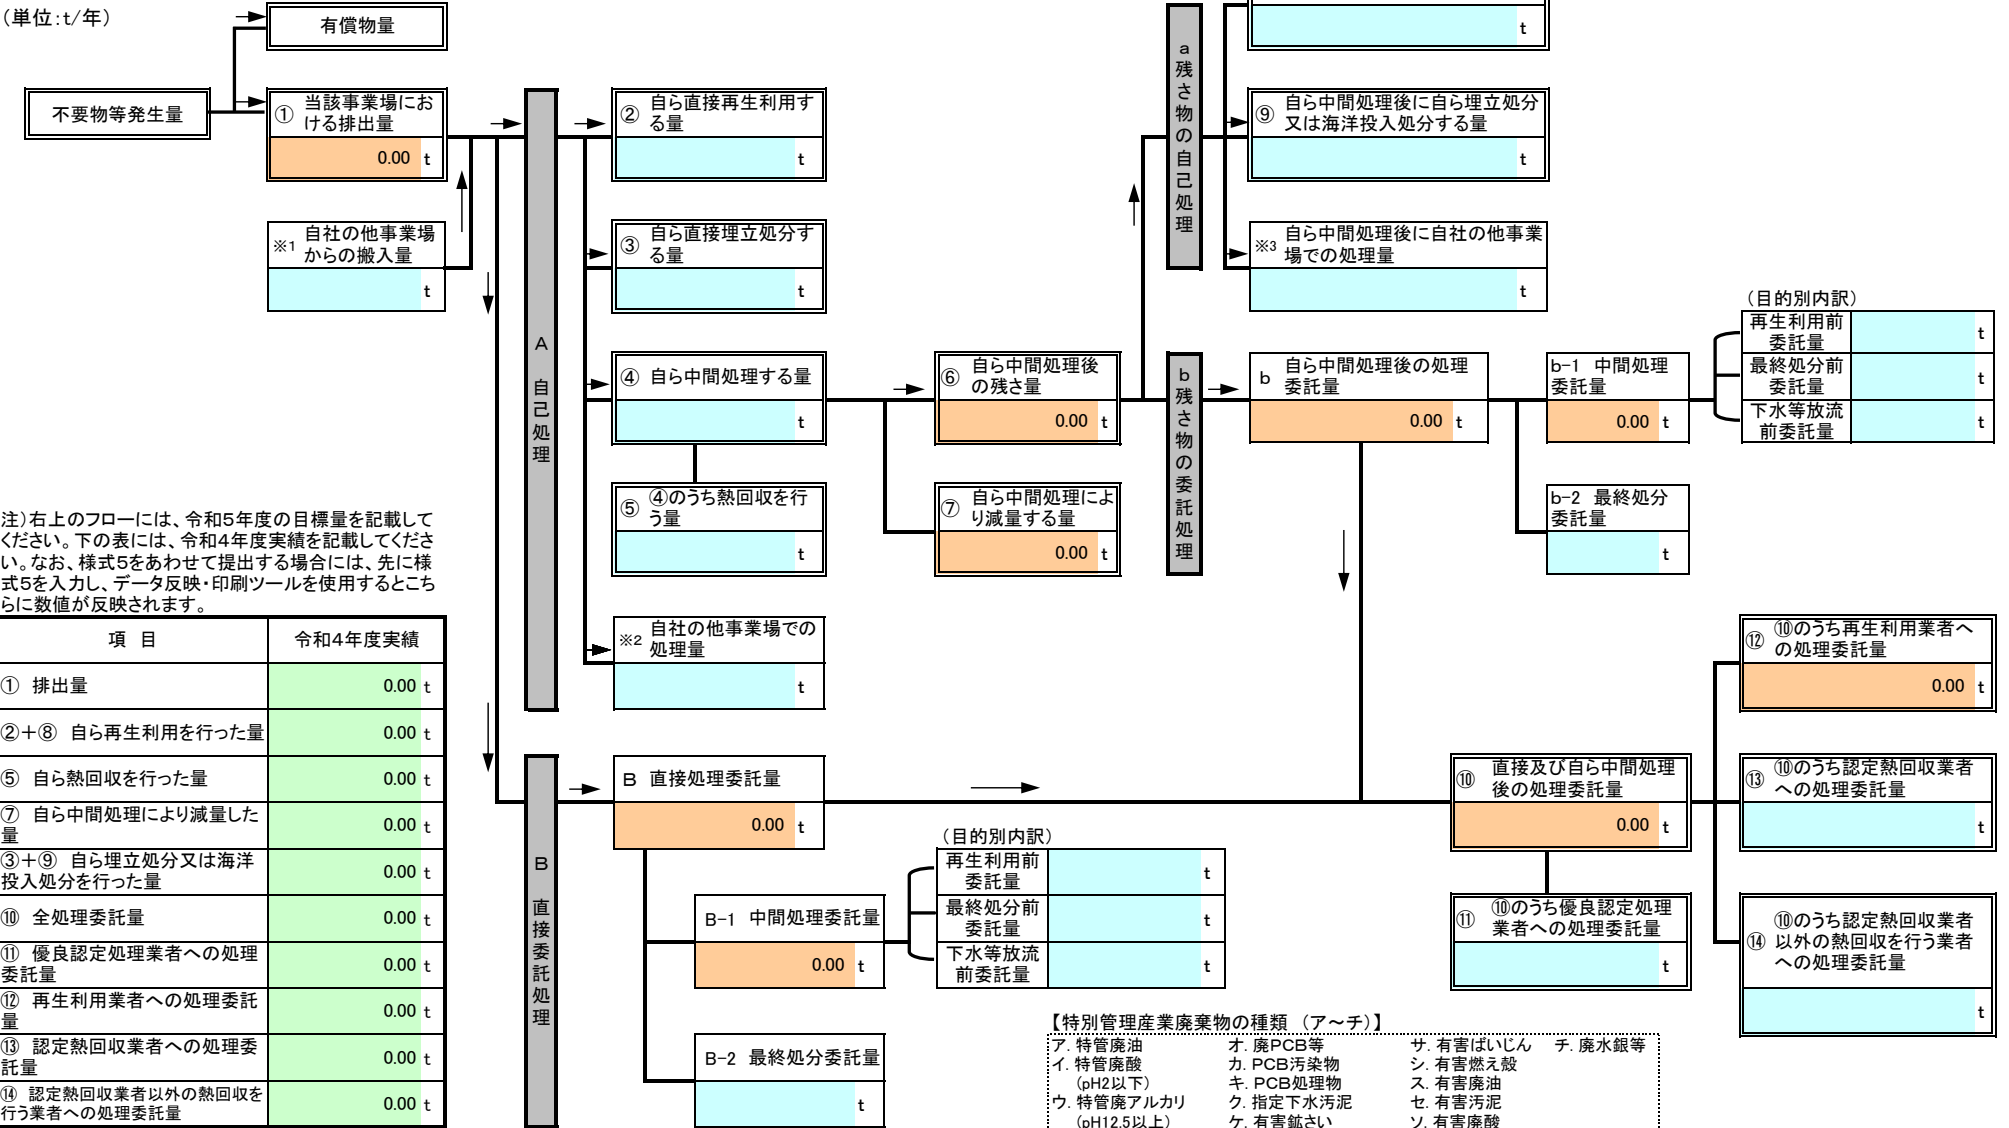 （単位：t/年）
有償物量
不要物等発生量
① 当該事業場にお
ける排出量
0.00 t
※1 自社の他事業場
からの搬入量
t
A 自己処理
② 自ら直接再生利用す
る量
t
③ 自ら直接埋立処分す
る量
t
④ 自ら中間処理する量
t
⑤ ④のうち熱回収を行
う量
t
※2 自社の他事業場での
処理量
t
⑥ 自ら中間処理後
の残さ量
0.00 t
⑦ 自ら中間処理によ
り減量する量
0.00 t
a 残さ物の自己処理
t
⑨ 自ら中間処理後に自ら埋立処分
又は海洋投入処分する量
t
※3 自ら中間処理後に自社の他事業
場での処理量
t
b 残さ物の委託処理
b 自ら中間処理後の処理
委託量
0.00 t
b-1 中間処理
委託量
0.00 t
b-2 最終処分
委託量
t
（目的別内訳）
再生利用前
委託量
t
最終処分前
委託量
t
下水等放流
前委託量
t
注）右上のフローには、令和５年度の目標量を記載して
ください。下の表には、令和４年度実績を記載してくださ
い。なお、様式５をあわせて提出する場合には、先に様
式５を入力し、データ反映・印刷ツールを使用するとこち
らに数値が反映されます。
項 目 令和４年度実績
① 排出量 0.00 t
②＋⑧ 自ら再生利用を行った量 0.00 t
⑤ 自ら熱回収を行った量 0.00 t
⑦ 自ら中間処理により減量した
量 0.00 t
③＋⑨ 自ら埋立処分又は海洋
投入処分を行った量 0.00 t
⑩ 全処理委託量 0.00 t
⑪ 優良認定処理業者への処理
委託量 0.00 t
⑫ 再生利用業者への処理委託
量 0.00 t
⑬ 認定熱回収業者への処理委
託量 0.00 t
⑭ 認定熱回収業者以外の熱回収を
行う業者への処理委託量 0.00 t
B 直接委託処理
B 直接処理委託量
0.00 t
B-1 中間処理委託量
0.00 t
B-2 最終処分委託量
t
（目的別内訳）
再生利用前
委託量
t
最終処分前
委託量
t
下水等放流
前委託量
t
⑩ 直接及び自ら中間処理
後の処理委託量
0.00 t
⑪ ⑩のうち優良認定処理
業者への処理委託量
t
⑫ ⑩のうち再生利用業者へ
の処理委託量
0.00 t
⑬ ⑩のうち認定熱回収業者
への処理委託量
t
⑭ ⑩のうち認定熱回収業者
以外の熱回収を行う業者
への処理委託量
t
【特別管理産業廃棄物の種類 （ア～チ）】
ア. 特管廃油 オ. 廃PCB等 サ. 有害ばいじん チ. 廃水銀等
イ. 特管廃酸 カ. PCB汚染物 シ. 有害燃え殻
（pH2以下） キ. PCB処理物 ス. 有害廃油
ウ. 特管廃アルカリ ク. 指定下水汚泥 セ. 有害汚泥
（pH12.5以上） ケ. 有害鉱さい ソ. 有害廃酸